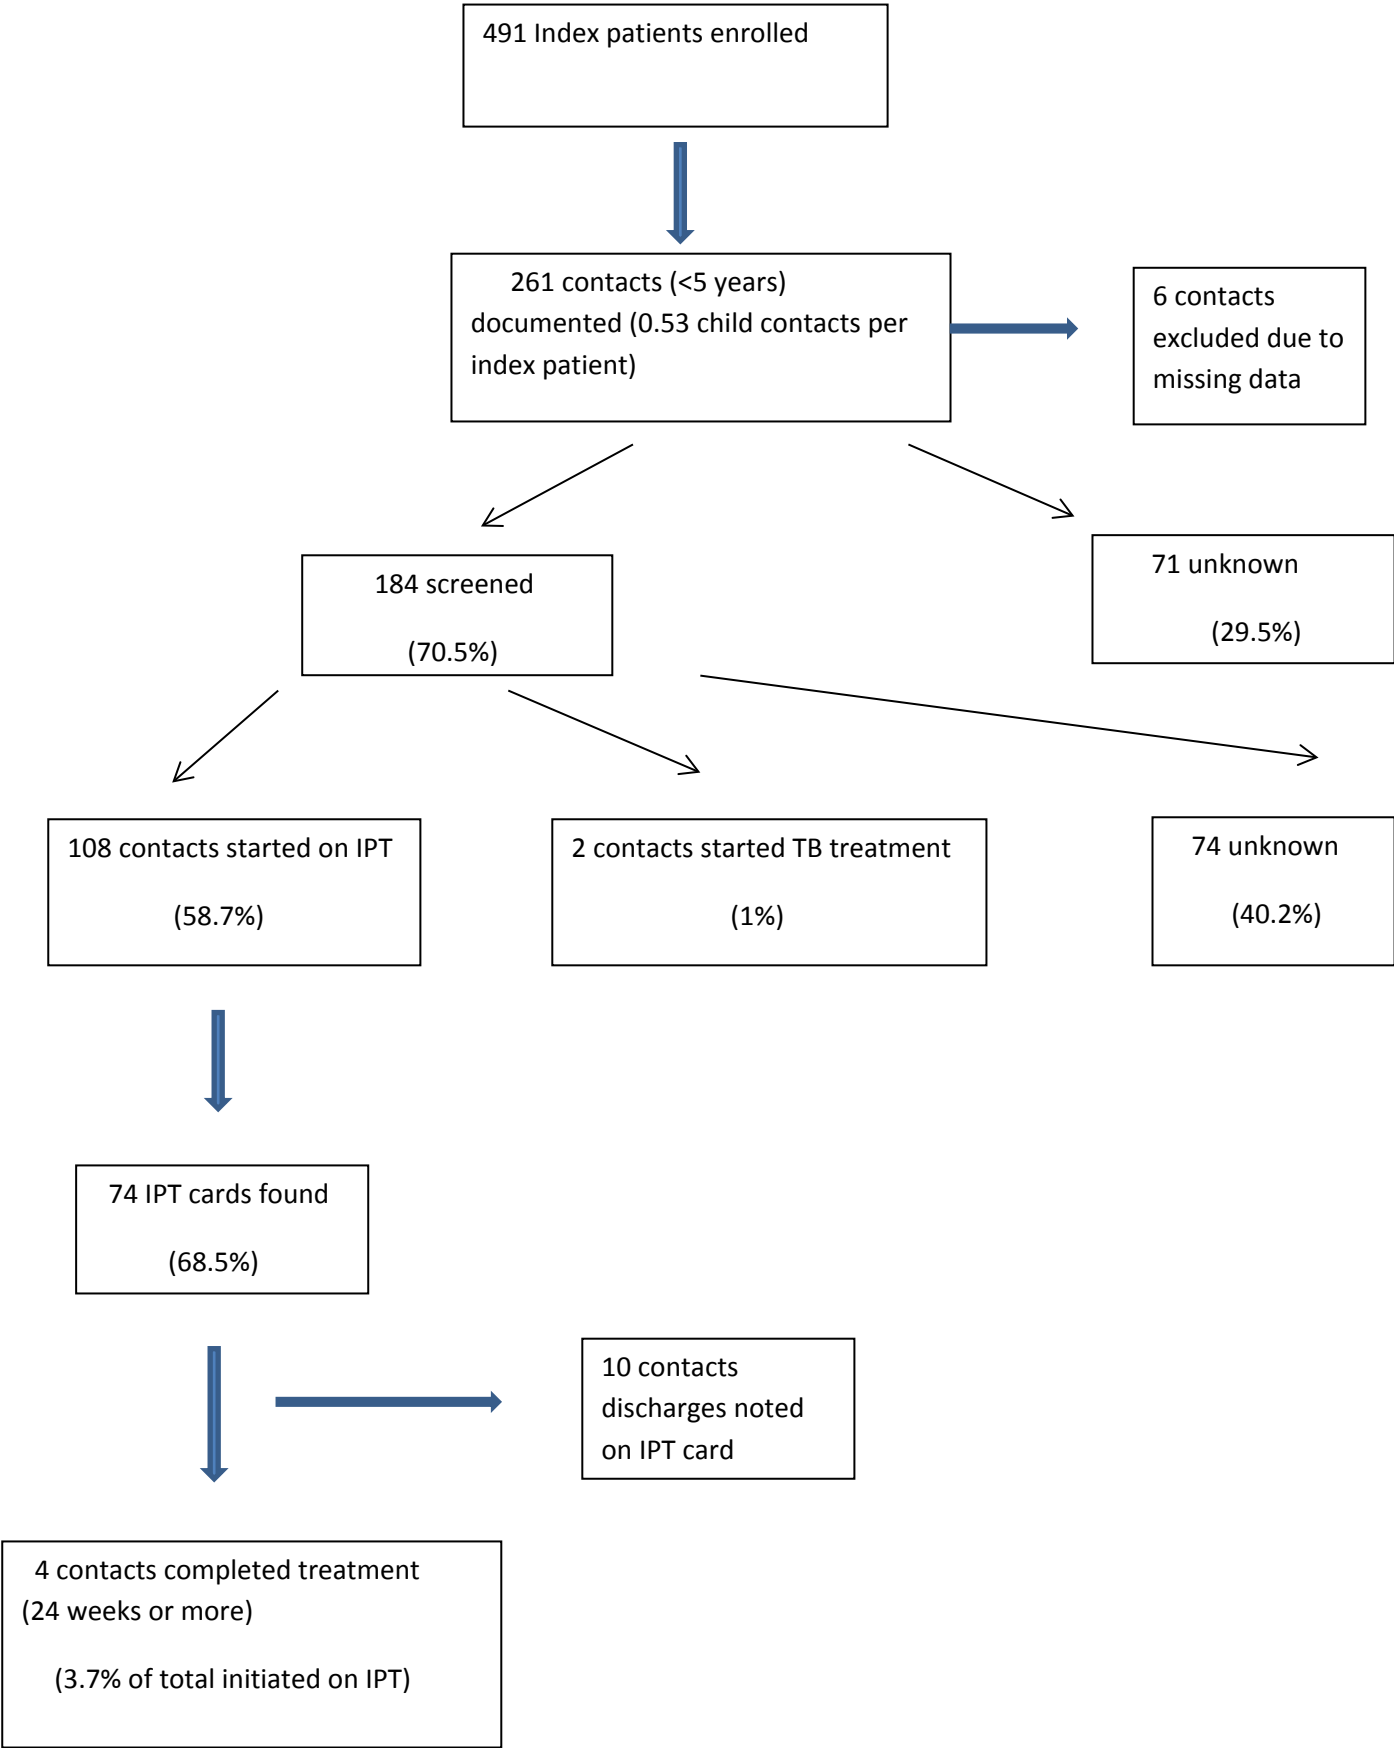 491 Index patients enrolled
261 contacts (<5 years)
documented (0.53 child contacts per
index patient)
6 contacts
excluded due to
missing data
184 screened
(70.5%)
71 unknown
(29.5%)
108 contacts started on IPT
(58.7%)
2 contacts started TB treatment
(1%)
74 unknown
(40.2%)
74 IPT cards found
(68.5%)
10 contacts
discharges noted
on IPT card
4 contacts completed treatment
(24 weeks or more)
(3.7% of total initiated on IPT)